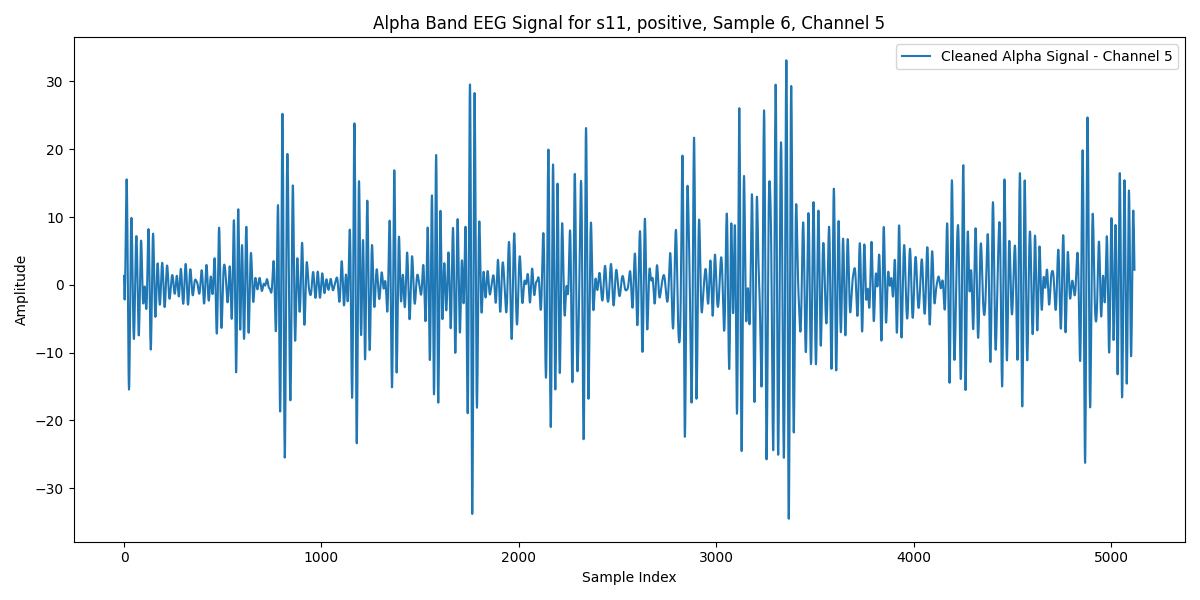 Alpha Band EEG Signal for s11, positive, Sample 6, Channel 5
Cleaned Alpha Signal - Channel 5
Amplitude
30
20
10
0
−10
−20
−30
0 1000 2000 3000 4000 5000
Sample Index